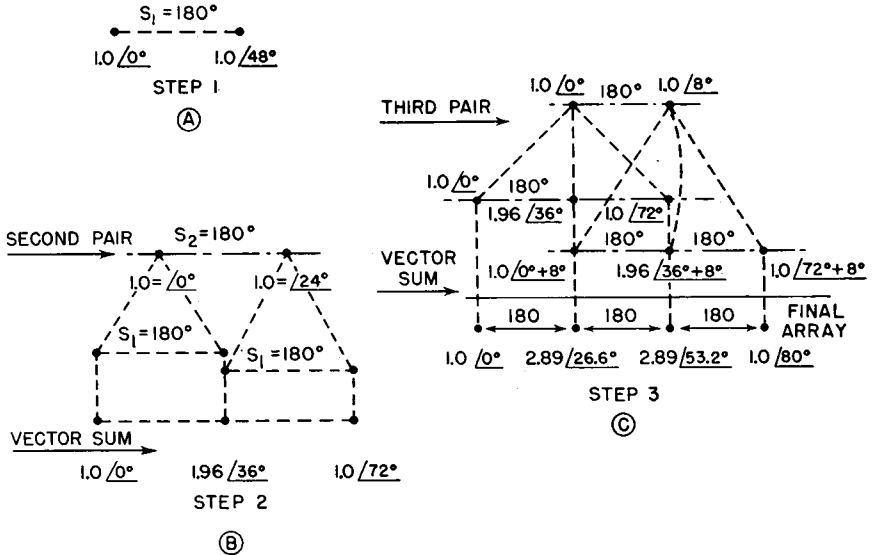 S₁=180°
1.0 /0° 1.0 /48°
STEP 1
A
SECOND PAIR
S₂=180°
1.0=/0° 1.0=/24°
S₁=180°
S₁=180°
VECTOR SUM
1.0 /0° 1.96 /36° 1.0 /72°
STEP 2
B
1.0 /0° 180° 1.0 /8°
THIRD PAIR
1.0 /0° 180°
1.96 /36° 1.0 /72°
180° 180°
VECTOR
SUM
1.0 /0°+8° 1.96 /36°+8° 1.0 /72°+8°
180 180 180
FINAL
ARRAY
1.0 /0° 2.89 /26.6° 2.89 /53.2° 1.0 /80°
STEP 3
C